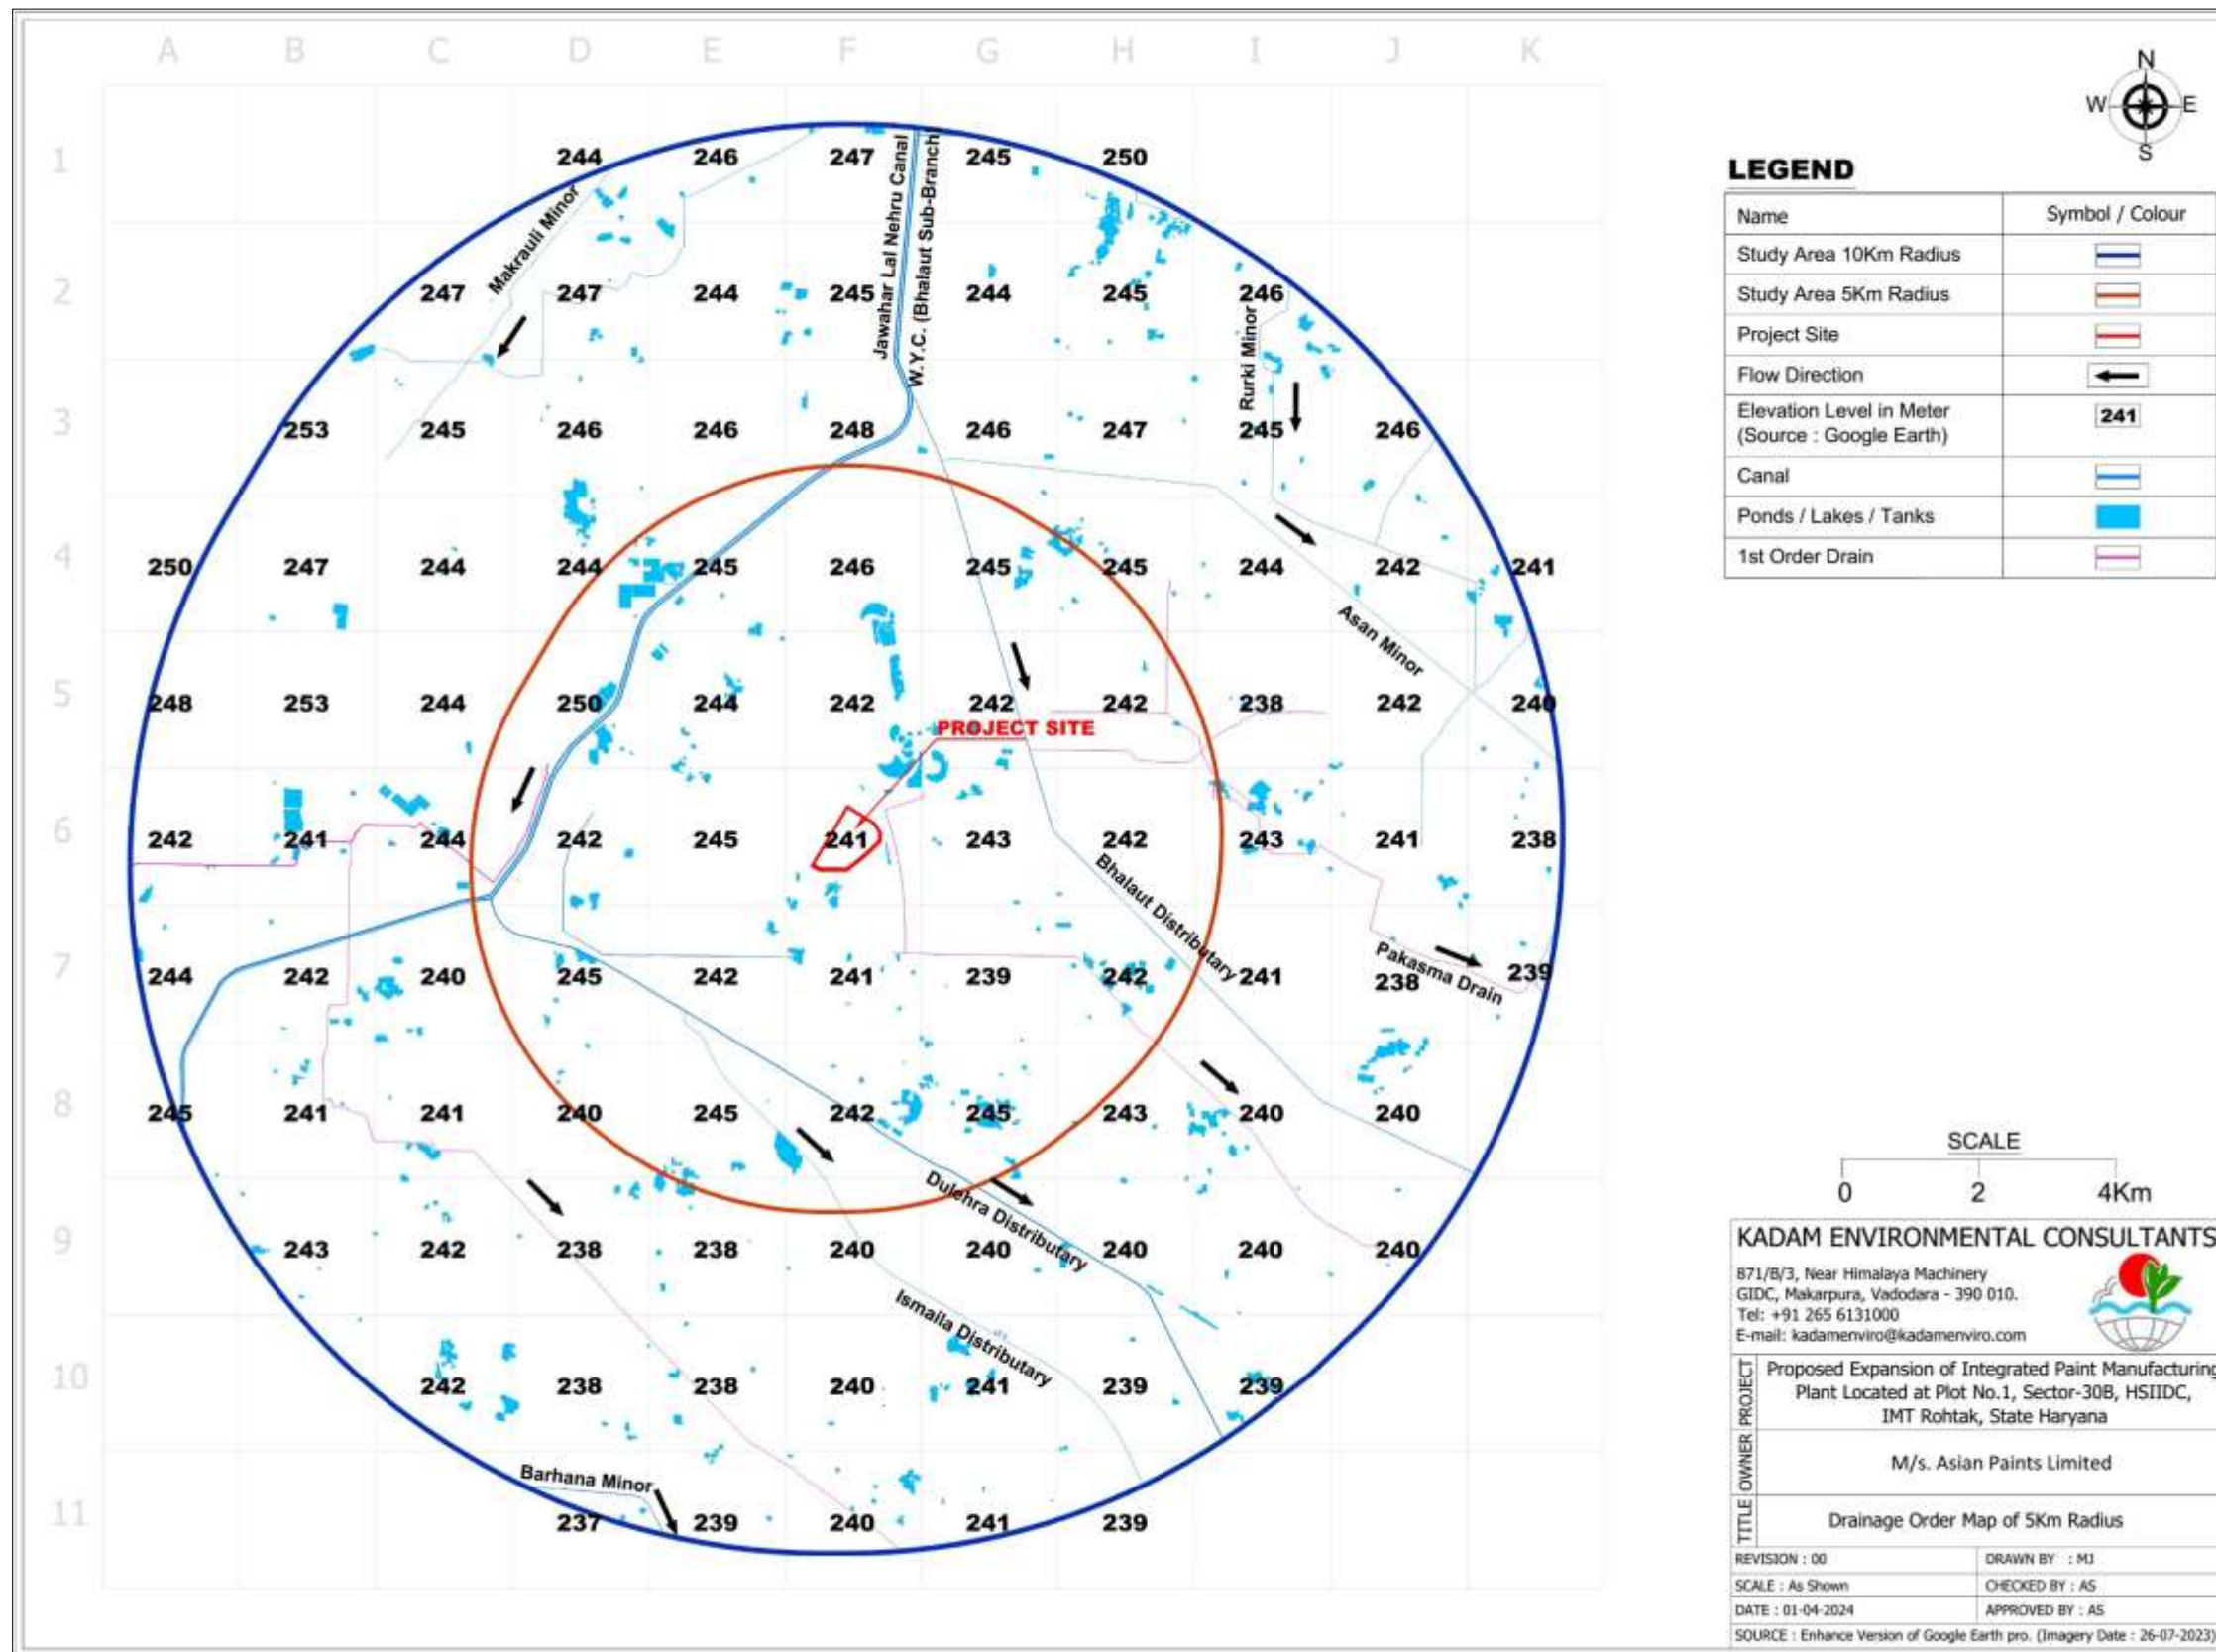 A B C D E F G H I J K
N
W E
S
1
244 246 247 245 250
Jawahar Lal Nehru Canal
W.Y.C. (Bhalaut Sub-Branch)
Makrauli Minor
2
247 247 244 245 244 245 246
Rurki Minor
3
253 245 246 246 248 246 247 245 246
4
250 247 244 244 245 246 245 245 244 242 241
Asan Minor
5
248 253 244 250 244 242 242 242 238 242 240
PROJECT SITE
6
242 241 244 242 245 241 243 242 243 241 238
Bhalaut Distributary
Pakasma Drain
7
244 242 240 245 242 241 239 242 241 238 239
8
245 241 241 240 245 242 245 243 240 240
Dulehra Distributary
9
243 242 238 238 240 240 240 240 240
Ismaila Distributary
10
242 238 238 240 241 239 239
Barhana Minor
11
237 239 240 241 239
LEGEND
Name Symbol / Colour
Study Area 10Km Radius
Study Area 5Km Radius
Project Site
Flow Direction
Elevation Level in Meter 241
(Source : Google Earth)
Canal
Ponds / Lakes / Tanks
1st Order Drain
SCALE
0 2 4Km
KADAM ENVIRONMENTAL CONSULTANTS
871/B/3, Near Himalaya Machinery
GIDC, Makarpura, Vadodara - 390 010.
Tel: +91 265 6131000
E-mail: kadamenviro@kadamenviro.com
PROJECT
Proposed Expansion of Integrated Paint Manufacturing
Plant Located at Plot No.1, Sector-30B, HSIIDC,
IMT Rohtak, State Haryana
OWNER
M/s. Asian Paints Limited
TITLE
Drainage Order Map of 5Km Radius
REVISION : 00 DRAWN BY : MJ
SCALE : As Shown CHECKED BY : AS
DATE : 01-04-2024 APPROVED BY : AS
SOURCE : Enhance Version of Google Earth pro. (Imagery Date : 26-07-2023)